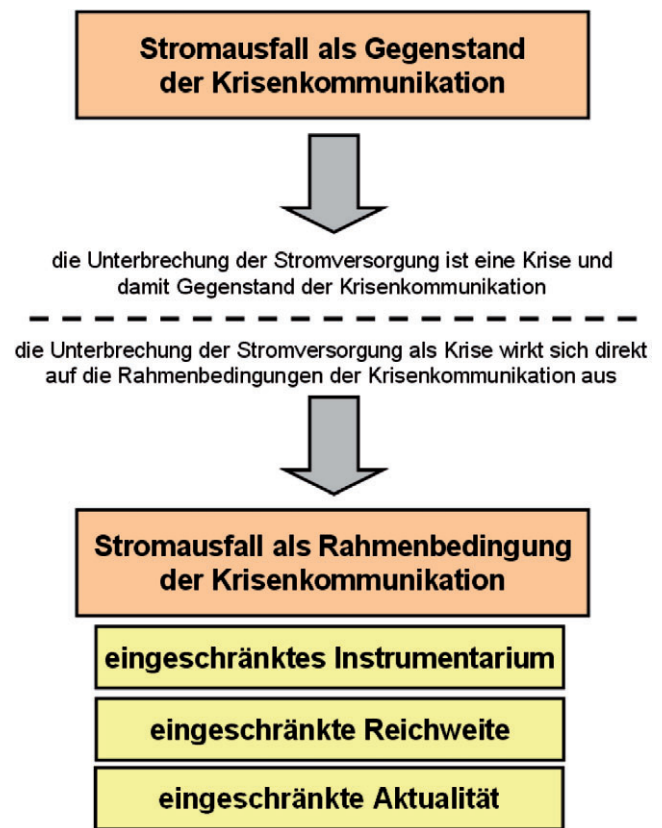 Stromausfall als Gegenstand
der Krisenkommunikation
die Unterbrechung der Stromversorgung ist eine Krise und
damit Gegenstand der Krisenkommunikation
die Unterbrechung der Stromversorgung als Krise wirkt sich direkt
auf die Rahmenbedingungen der Krisenkommunikation aus
Stromausfall als Rahmenbedingung
der Krisenkommunikation
eingeschränktes Instrumentarium
eingeschränkte Reichweite
eingeschränkte Aktualität